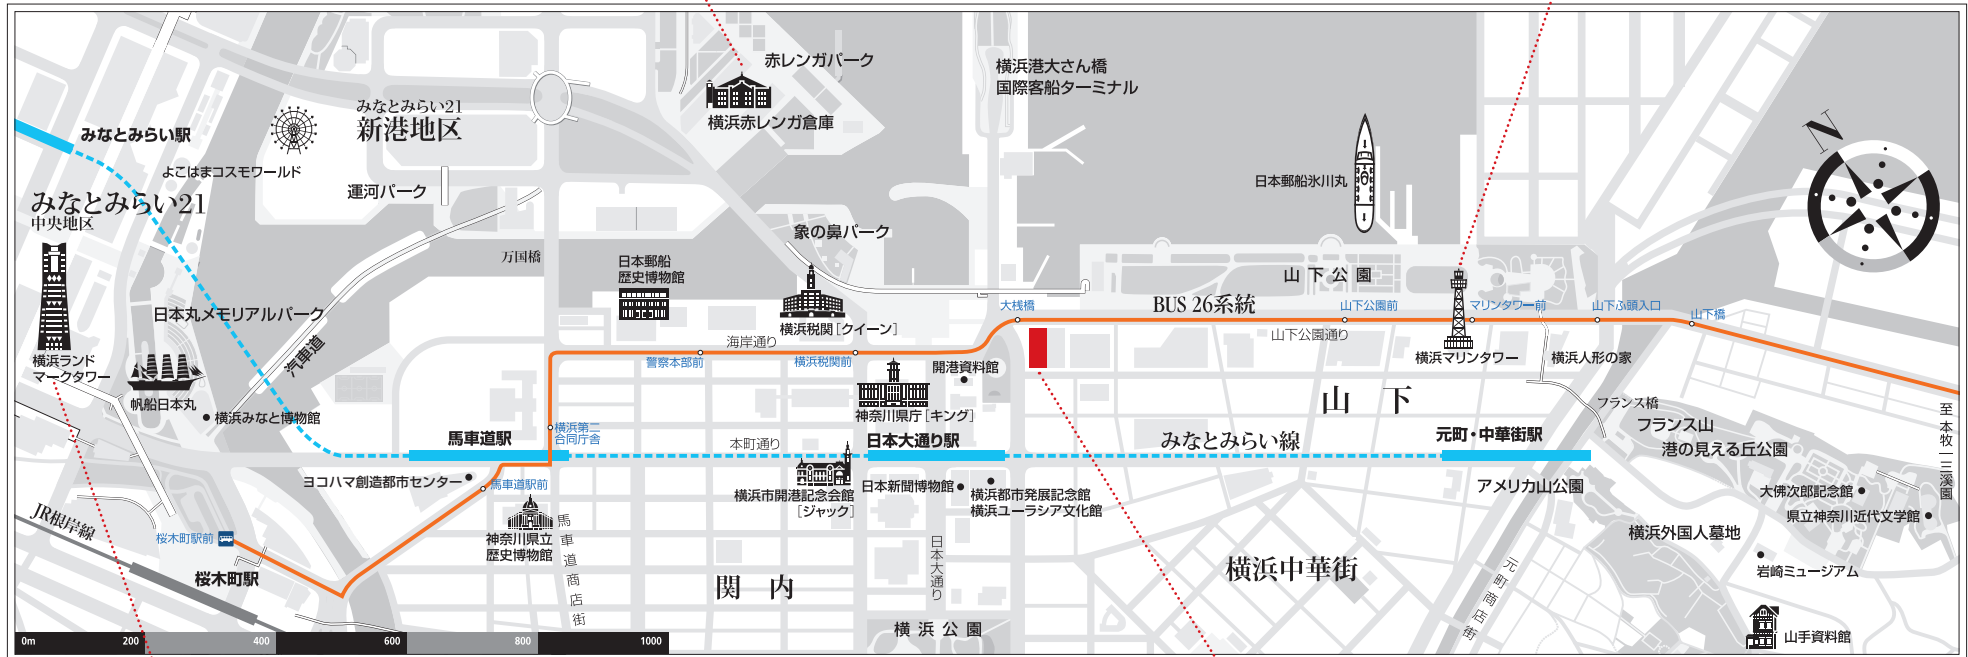 みなとみらい駅
よこはまコスモワールド
みなとみらい21
新港地区
運河パーク
みなとみらい21
中央地区
横浜ランド
マークタワー
日本丸メモリアルパーク
帆船日本丸
横浜みなと博物館
汽車道
万国橋
赤レンガパーク
横浜赤レンガ倉庫
横浜港大さん橋
国際客船ターミナル
日本郵船氷川丸
N
日本郵船
歴史博物館
象の鼻パーク
横浜税関[クイーン]
海岸通り
警察本部前
横浜税関前
大桟橋
BUS 26系統
山下公園
山下公園前
山下公園通り
マリンタワー前
横浜マリンタワー
横浜人形の家
山下ふ頭入口
山下橋
至本牧―三溪園
開港資料館
神奈川県庁[キング]
横浜第二
合同庁舎
馬車道駅
本町通り
日本大通り駅
みなとみらい線
山下
元町・中華街駅
フランス橋
フランス山
港の見える丘公園
アメリカ山公園
大佛次郎記念館
県立神奈川近代文学館
横浜外国人墓地
岩崎ミュージアム
山手資料館
元町商店街
横浜中華街
ヨコハマ創造都市センター
馬車道駅前
神奈川県立
歴史博物館
馬車道商店街
横浜市開港記念会館
[ジャック]
日本新聞博物館
横浜都市発展記念館
横浜ユーラシア文化館
日本大通り
関内
横浜公園
JR根岸線
桜木町駅前
桜木町駅
0m 200 400 600 800 1000